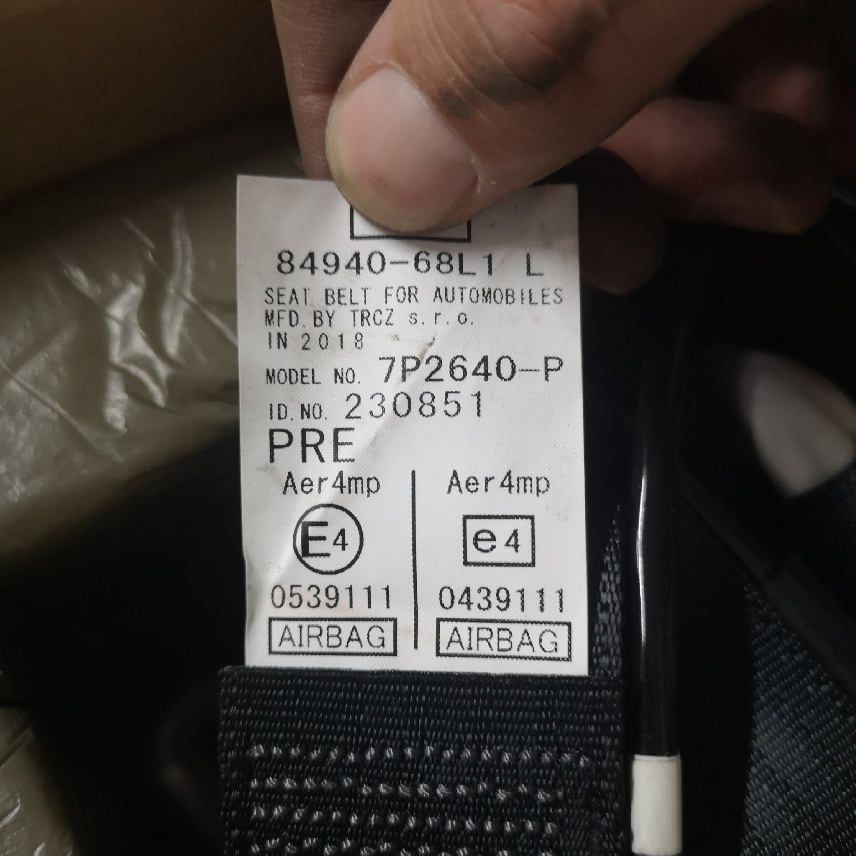 84940-68L1 L
SEAT BELT FOR AUTOMOBILES
MFD. BY TRCZ s.r.o.
IN 2018
MODEL NO. 7P2640-P
ID.NO. 230851
PRE
Aer4mp Aer4mp
E4 e4
0539111 0439111
AIRBAG AIRBAG